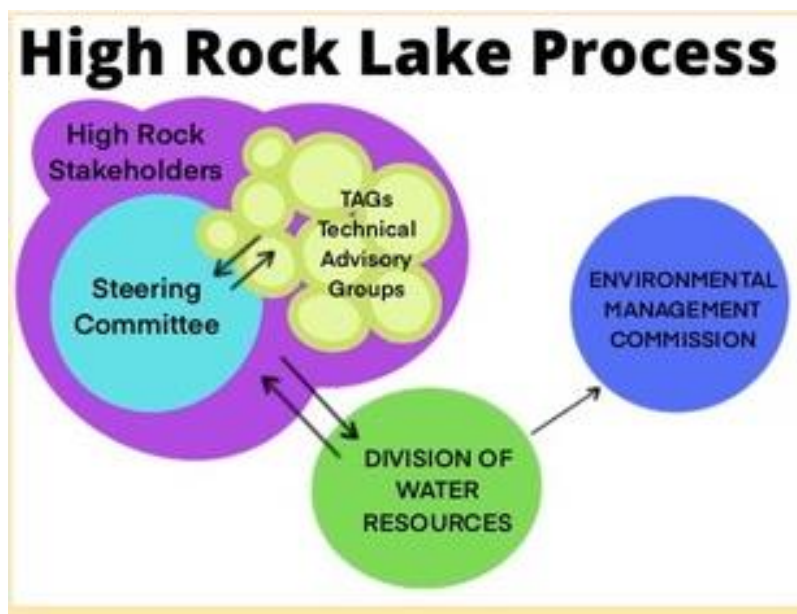 High Rock Lake Process
High Rock
Stakeholders
TAGs
Technical
Advisory
Groups
Steering
Committee
ENVIRONMENTAL
MANAGEMENT
COMMISSION
DIVISION OF
WATER
RESOURCES